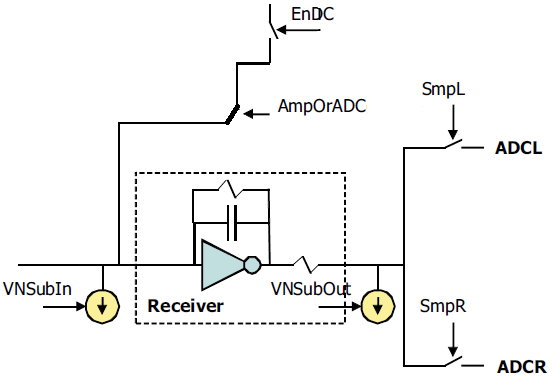 EnDC
AmpOrADC
SmpL
ADCL
VNSubIn
Receiver
VNSubOut
SmpR
ADCR